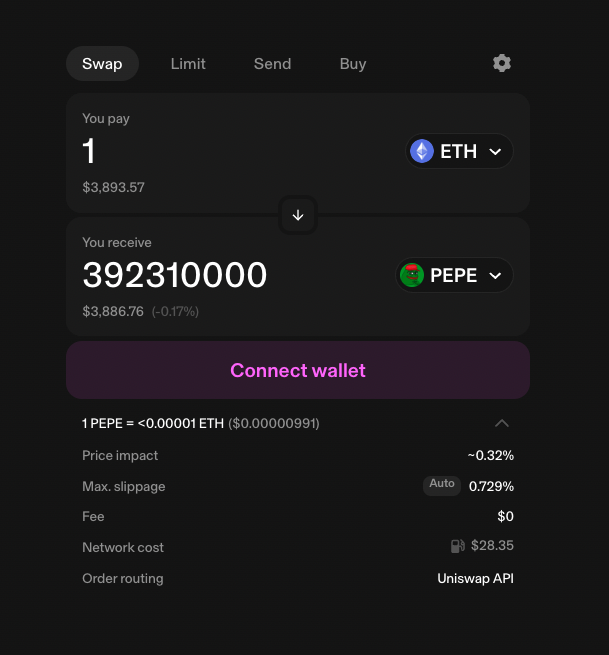 Swap Limit Send Buy
You pay
1 ETH
$3,893.57
You receive
392310000 PEPE
$3,886.76 (-0.17%)
Connect wallet
1 PEPE = <0.00001 ETH ($0.00000991)
Price impact ~0.32%
Max. slippage Auto 0.729%
Fee $0
Network cost $28.35
Order routing Uniswap API